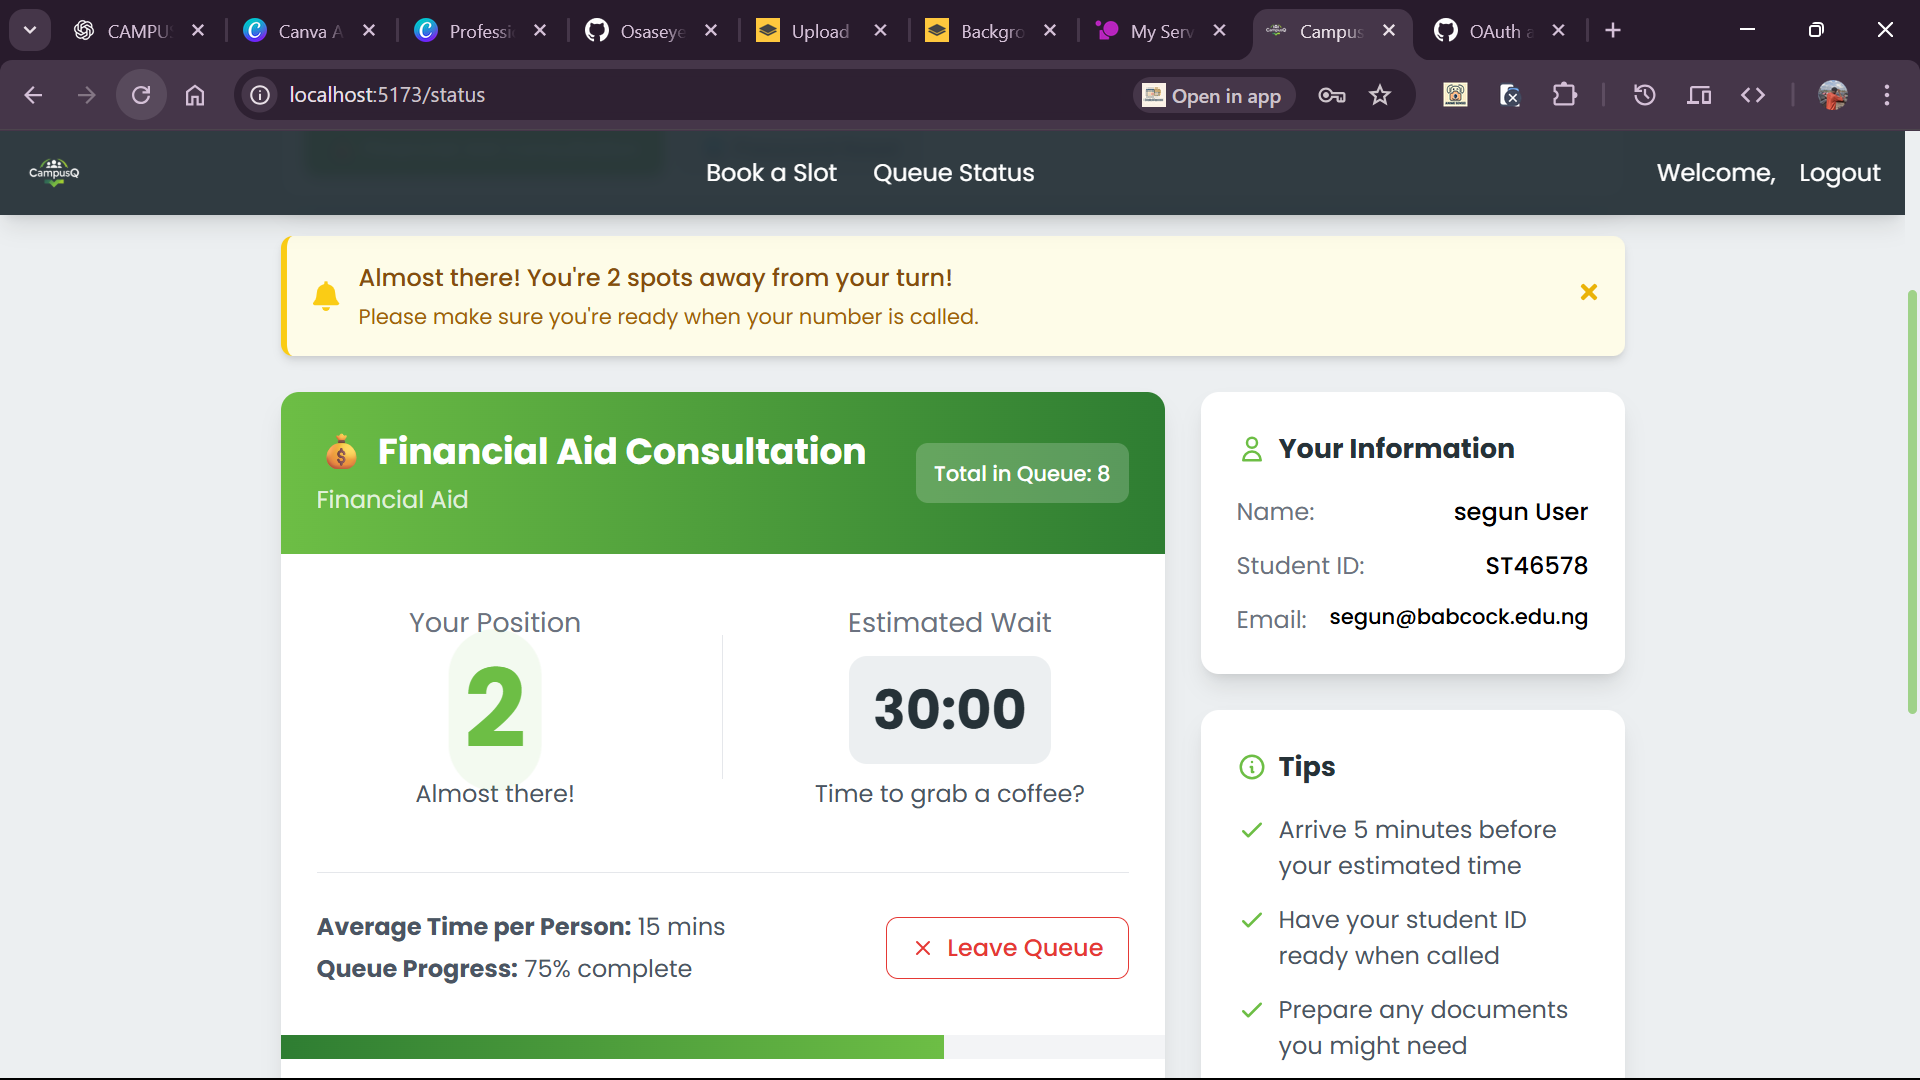 CAMPU
Canva A
Professi
Osaseye
Upload
Backgro
My Serv
Campus
OAuth a
localhost:5173/status
Open in app
CampusQ
Book a Slot
Queue Status
Welcome,
Logout
Almost there! You're 2 spots away from your turn!
Please make sure you're ready when your number is called.
Financial Aid Consultation
Financial Aid
Total in Queue: 8
Your Position
2
Almost there!
Estimated Wait
30:00
Time to grab a coffee?
Average Time per Person: 15 mins
Queue Progress: 75% complete
Leave Queue
Your Information
Name: segun User
Student ID: ST46578
Email: segun@babcock.edu.ng
Tips
Arrive 5 minutes before
your estimated time
Have your student ID
ready when called
Prepare any documents
you might need